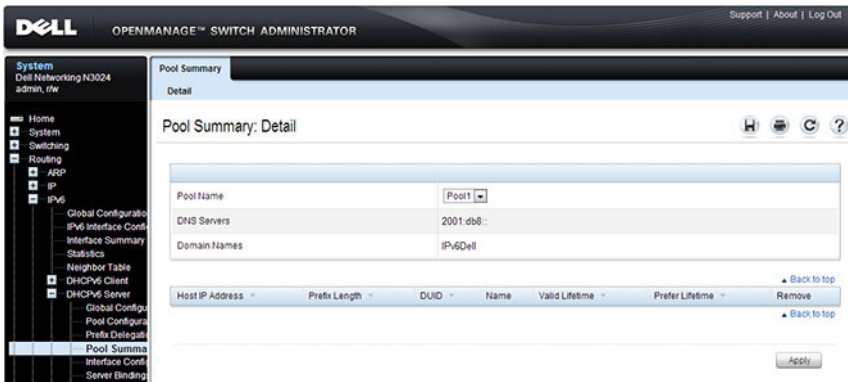 Support | About | Log Out
DELL OPENMANAGE™ SWITCH ADMINISTRATOR
System
Dell Networking N3024
admin, r/w
Home
System
Switching
Routing
ARP
IP
IPv6
Global Configuratio
IPv6 Interface Confi
Interface Summary
Statistics
Neighbor Table
DHCPv6 Client
DHCPv6 Server
Global Configu
Pool Configura
Prefix Delegati
Pool Summa
Interface Confi
Server Binding
Pool Summary
Detail
Pool Summary: Detail
Pool Name Pool1
DNS Servers 2001:db8::
Domain Names IPv6Dell
Back to top
Host IP Address Prefix Length DUID Name Valid Lifetime Prefer Lifetime Remove
Back to top
Apply